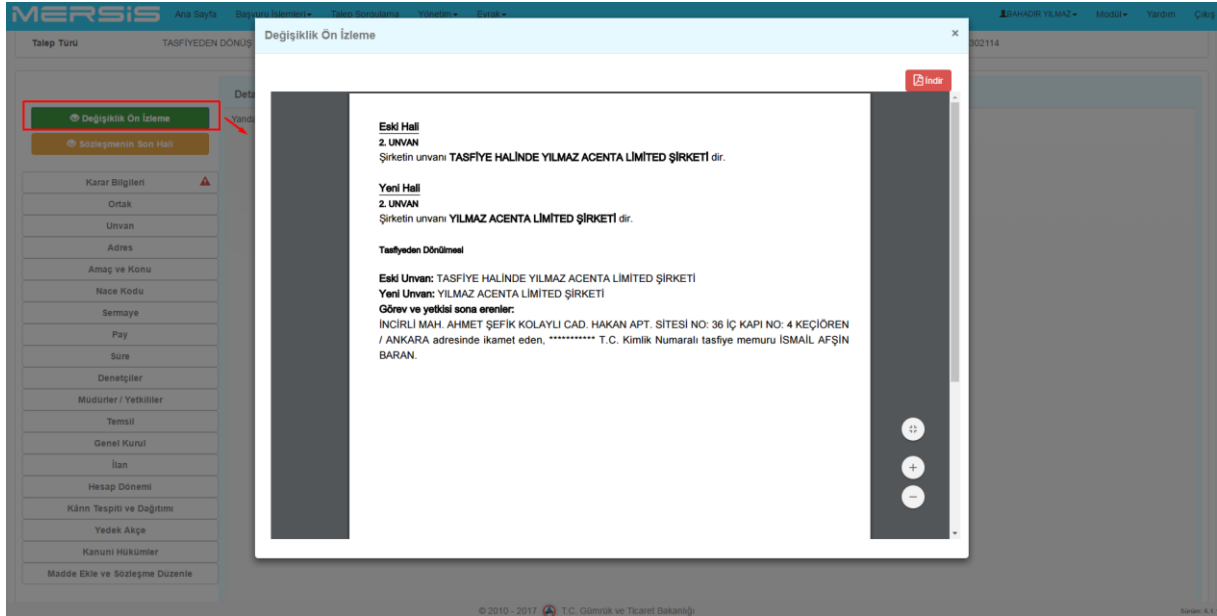 MERSİS Ana Sayfa Başvuru İşlemleri Talep Sorgulama Yönetim Evrak BAHADIR YILMAZ Modül Yardım Çıkış
Talep Türü TASFİYEDEN DÖNÜŞ 302114
Değişiklik Ön İzleme ×
İndir
Deta
Değişiklik Ön İzleme
Yanda
Sözleşmenin Son Hali
Karar Bilgileri
Ortak
Unvan
Adres
Amaç ve Konu
Nace Kodu
Sermaye
Pay
Süre
Denetçiler
Müdürler / Yetkililer
Temsil
Genel Kurul
İlan
Hesap Dönemi
Kârın Tespiti ve Dağıtımı
Yedek Akçe
Kanuni Hükümler
Madde Ekle ve Sözleşme Düzenle
Eski Hali
2. UNVAN
Şirketin unvanı TASFİYE HALİNDE YILMAZ ACENTA LİMİTED ŞİRKETİ dir.
Yeni Hali
2. UNVAN
Şirketin unvanı YILMAZ ACENTA LİMİTED ŞİRKETİ dir.
Tasfiyeden Dönülmesi
Eski Unvan: TASFİYE HALİNDE YILMAZ ACENTA LİMİTED ŞİRKETİ
Yeni Unvan: YILMAZ ACENTA LİMİTED ŞİRKETİ
Görev ve yetkisi sona erenler:
İNCİRLİ MAH. AHMET ŞEFİK KOLAYLI CAD. HAKAN APT. SİTESİ NO: 36 İÇ KAPI NO: 4 KEÇİÖREN
/ ANKARA adresinde ikamet eden, *********** T.C. Kimlik Numaralı tasfiye memuru İSMAİL AFŞİN
BARAN.
© 2010 - 2017 T.C. Gümrük ve Ticaret Bakanlığı